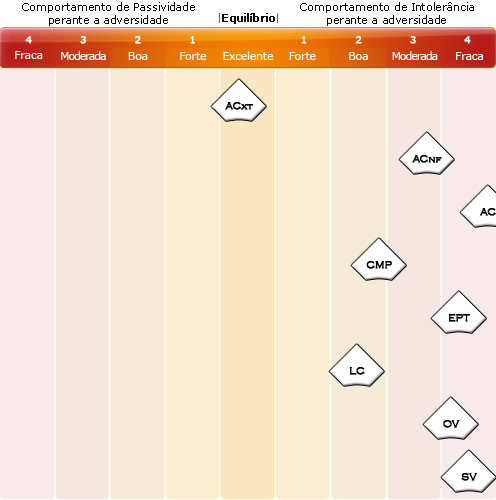 Comportamento de Passividade
perante a adversidade
|Equilíbrio|
Comportamento de Intolerância
perante a adversidade
4 3 2 1 1 2 3 4
Fraca Moderada Boa Forte Excelente Forte Boa Moderada Fraca
ACxt
ACnf
AC
CMP
EPT
LC
OV
SV